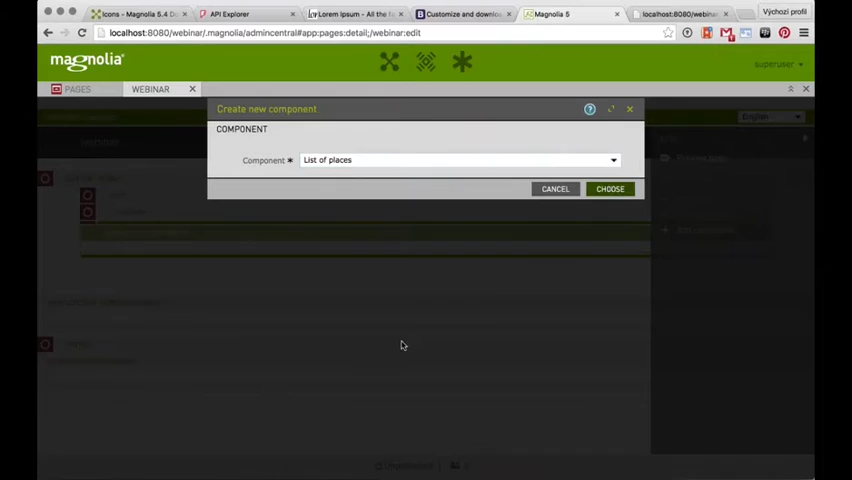 Icons - Magnolia 5.4 Do
API Explorer
Lorem Ipsum - All the fa
Customize and downlo
Magnolia 5
localhost:8080/webinar
Výchozí profil
localhost:8080/webinar/.magnolia/admincentral#app:pages:detail;/webinar:edit
magnolia
superuser
PAGES
WEBINAR
Create new component
English
COMPONENT
Component * List of places
CANCEL
CHOOSE